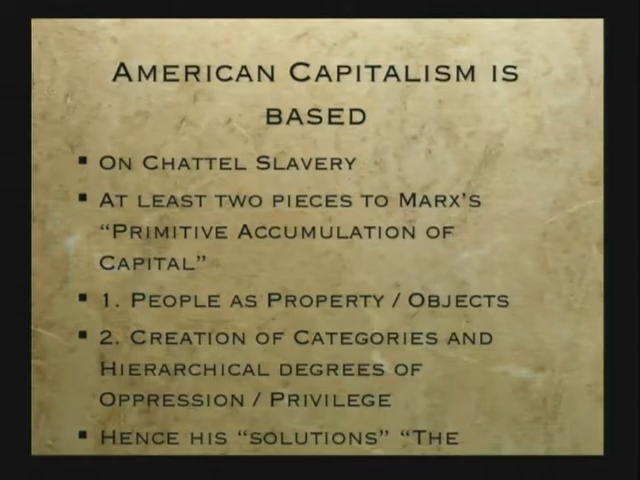 American Capitalism is
based
▪ on Chattel Slavery
▪ At least two pieces to Marx's
“Primitive Accumulation of
Capital”
▪ 1. People as Property / Objects
▪ 2. Creation of Categories and
Hierarchical degrees of
Oppression / Privilege
▪ Hence his “solutions” “The